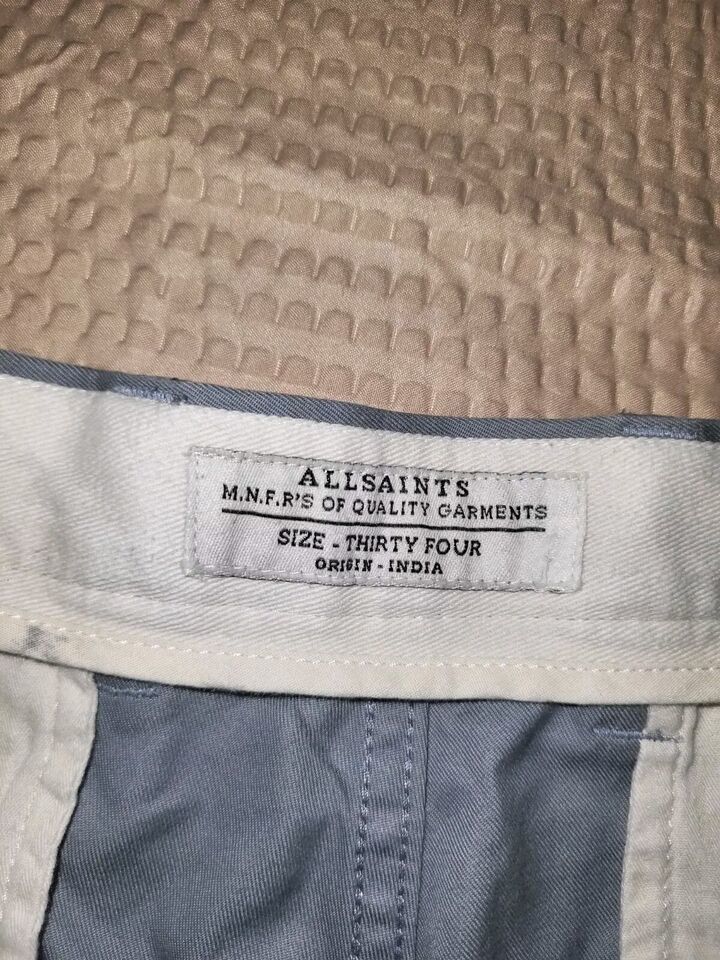 ALLSAINTS
M.N.F.R'S OF QUALITY GARMENTS
SIZE - THIRTY FOUR
ORIGIN - INDIA